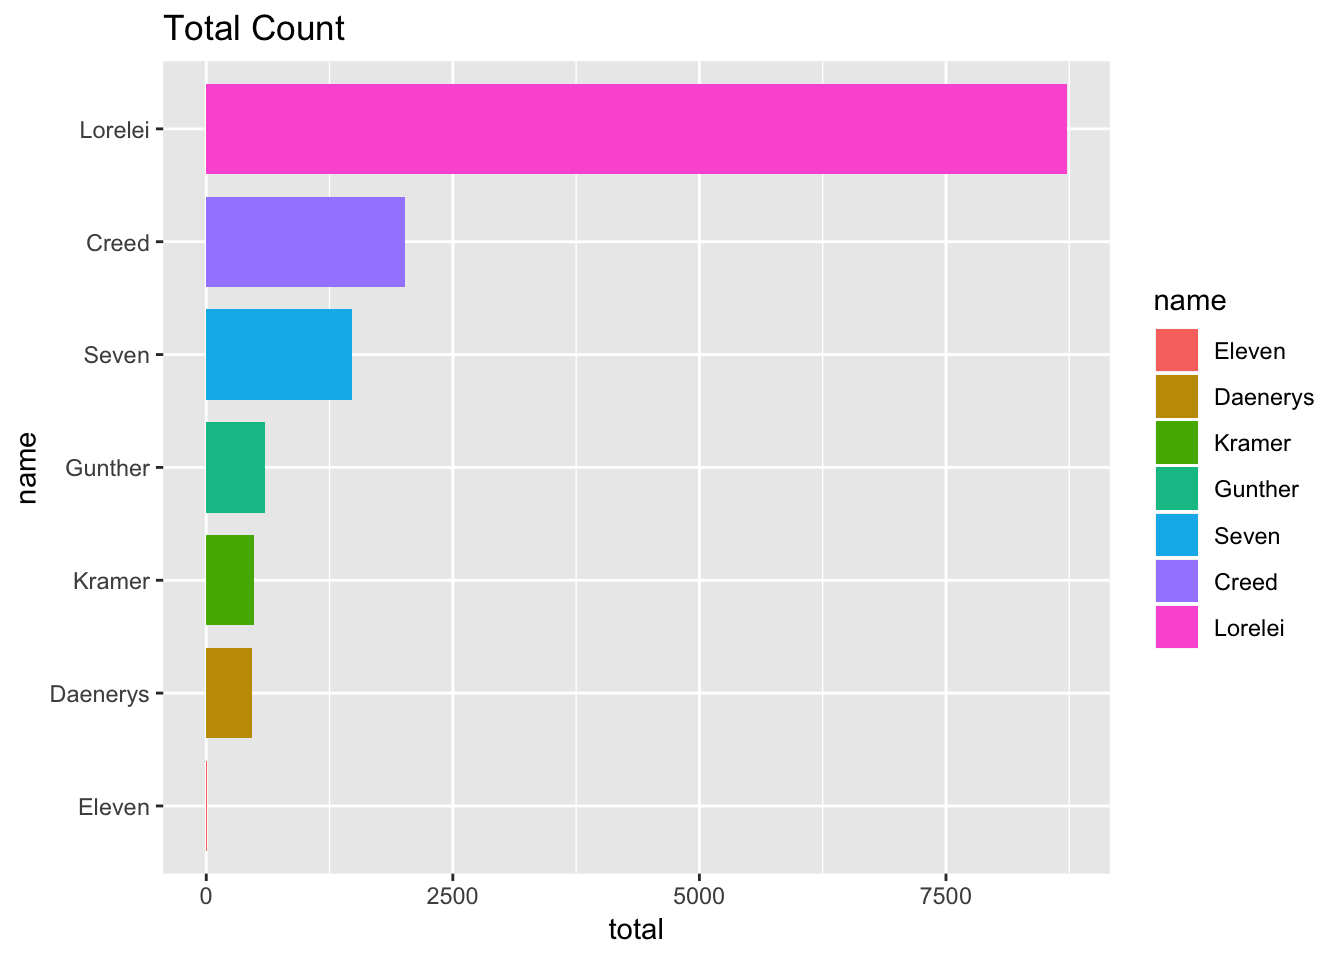 Total Count
Lorelei
Creed
Seven
Gunther
Kramer
Daenerys
Eleven
name
0 2500 5000 7500
total
name
Eleven
Daenerys
Kramer
Gunther
Seven
Creed
Lorelei